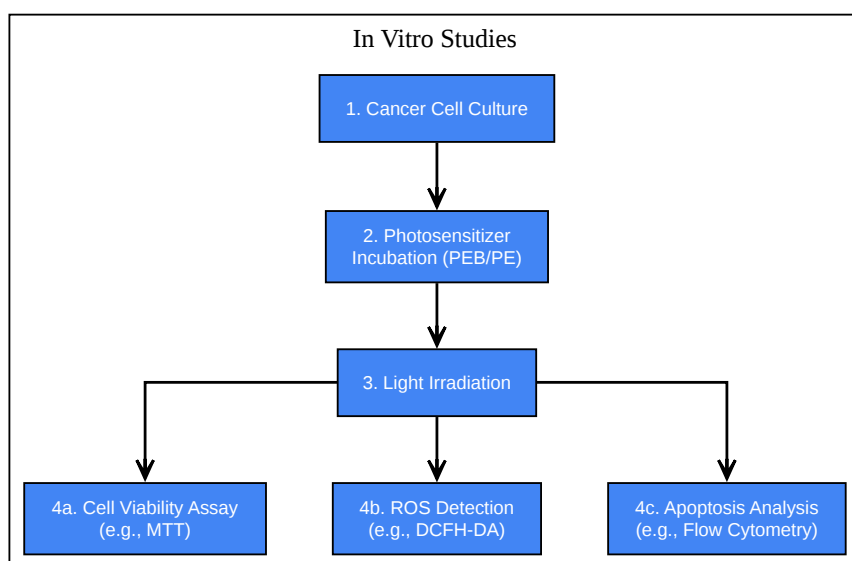 In Vitro Studies
1. Cancer Cell Culture
2. Photosensitizer
Incubation (PEB/PE)
3. Light Irradiation
4a. Cell Viability Assay
(e.g., MTT)
4b. ROS Detection
(e.g., DCFH-DA)
4c. Apoptosis Analysis
(e.g., Flow Cytometry)